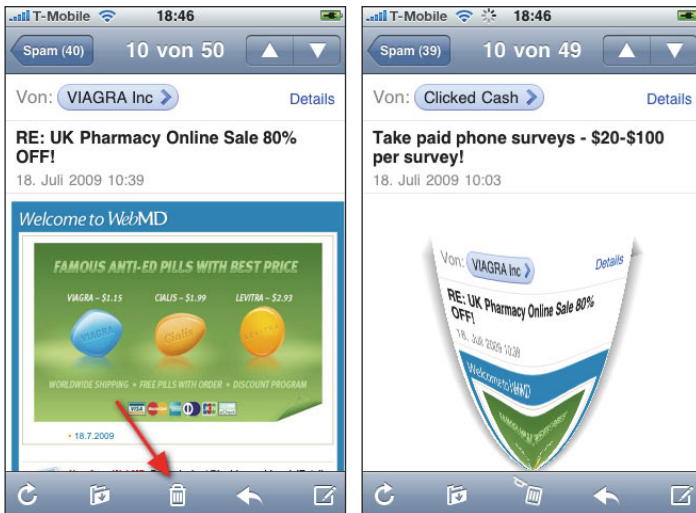 T-Mobile 18:46
Spam (40) 10 von 50
Von: VIAGRA Inc Details
RE: UK Pharmacy Online Sale 80%
OFF!
18. Juli 2009 10:39
Welcome to WebMD
FAMOUS ANTI-ED PILLS WITH BEST PRICE
VIAGRA – $1.15 CIALIS – $1.99 LEVITRA – $2.93
VIAGRA Cialis LEVITRA
WORLDWIDE SHIPPING • FREE PILLS WITH ORDER • DISCOUNT PROGRAM
VISA
• 18.7.2009
T-Mobile 18:46
Spam (39) 10 von 49
Von: Clicked Cash Details
Take paid phone surveys - $20-$100
per survey!
18. Juli 2009 10:03
Von: VIAGRA Inc Details
RE: UK Pharmacy Online Sale 80%
OFF!
18. Juli 2009 10:39
Welcome to WebMD